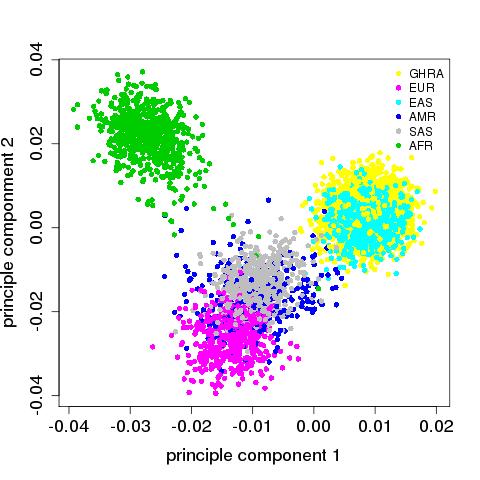 GHRA
EUR
EAS
AMR
SAS
AFR
0.04
0.02
0.00
-0.02
-0.04
principle componment 2
-0.04 -0.03 -0.02 -0.01 0.00 0.01 0.02
principle component 1